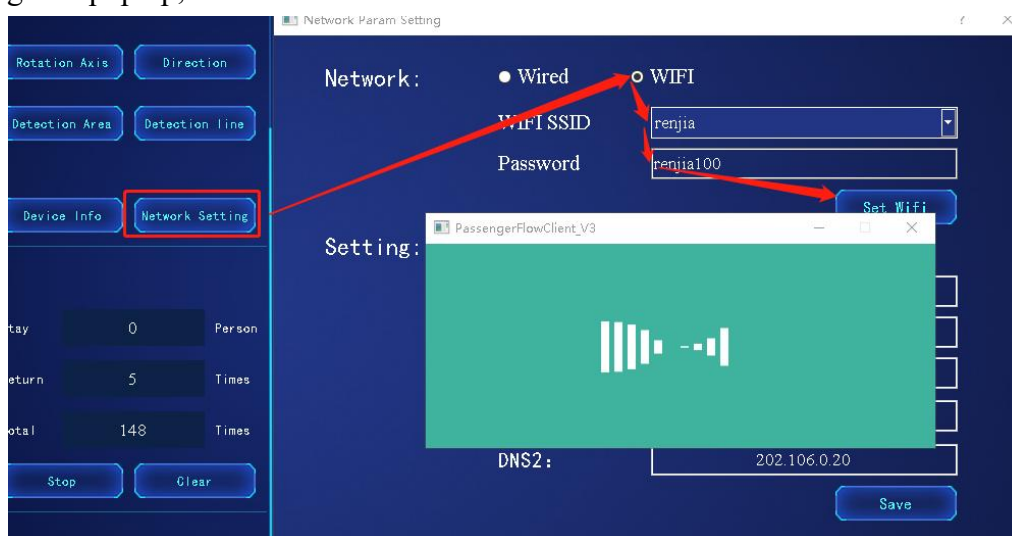 Network Param Setting
Rotation Axis
Direction
Network:
Wired
WIFI
Detection Area
Detection line
WIFI SSID
renjia
Password
renjia100
Device Info
Network Setting
Set Wifi
PassengerFlowClient_V3
Setting:
tay
0
Person
eturn
5
Times
otal
148
Times
DNS2:
202.106.0.20
Stop
Clear
Save